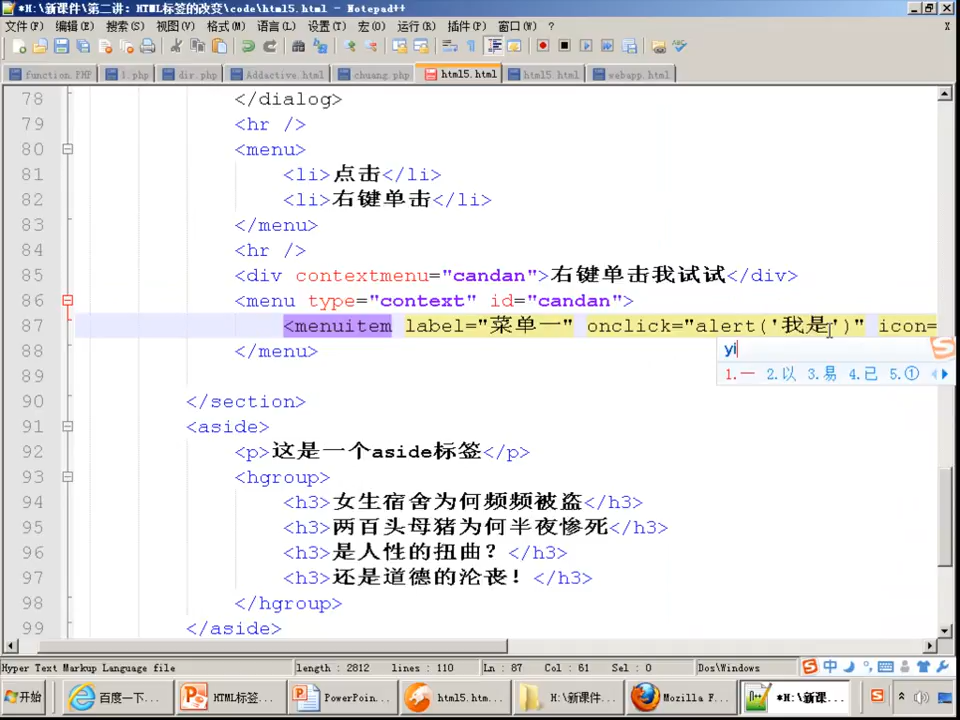 *H:\新课件\第二讲：HTML标签的改变\code\html5.html - Notepad++
文件(F) 编辑(E) 搜索(S) 视图(V) 格式(M) 语言(L) 设置(T) 宏(O) 运行(R) 插件(P) 窗口(W) ?
function.PHP 1.php dir.php Addactive.html chuang.php html5.html html5.html webapp.html
78 </dialog>
79 <hr />
80 <menu>
81 <li>点击</li>
82 <li>右键单击</li>
83 </menu>
84 <hr />
85 <div contextmenu="candan">右键单击我试试</div>
86 <menu type="context" id="candan">
87 <menuitem label="菜单一" onclick="alert('我是')" icon=
yi
1.一 2.以 3.易 4.已 5.①
88 </menu>
89
90 </section>
91 <aside>
92 <p>这是一个aside标签</p>
93 <hgroup>
94 <h3>女生宿舍为何频频被盗</h3>
95 <h3>两百头母猪为何半夜惨死</h3>
96 <h3>是人性的扭曲？</h3>
97 <h3>还是道德的沦丧！</h3>
98 </hgroup>
99 </aside>
Hyper Text Markup Language file length : 2812 lines : 110 Ln : 87 Col : 61 Sel : 0 Dos\Windows 中
开始 百度一下... HTML标签... PowerPoin... html5.htm... H:\新课件... Mozilla F... *H:\新课...